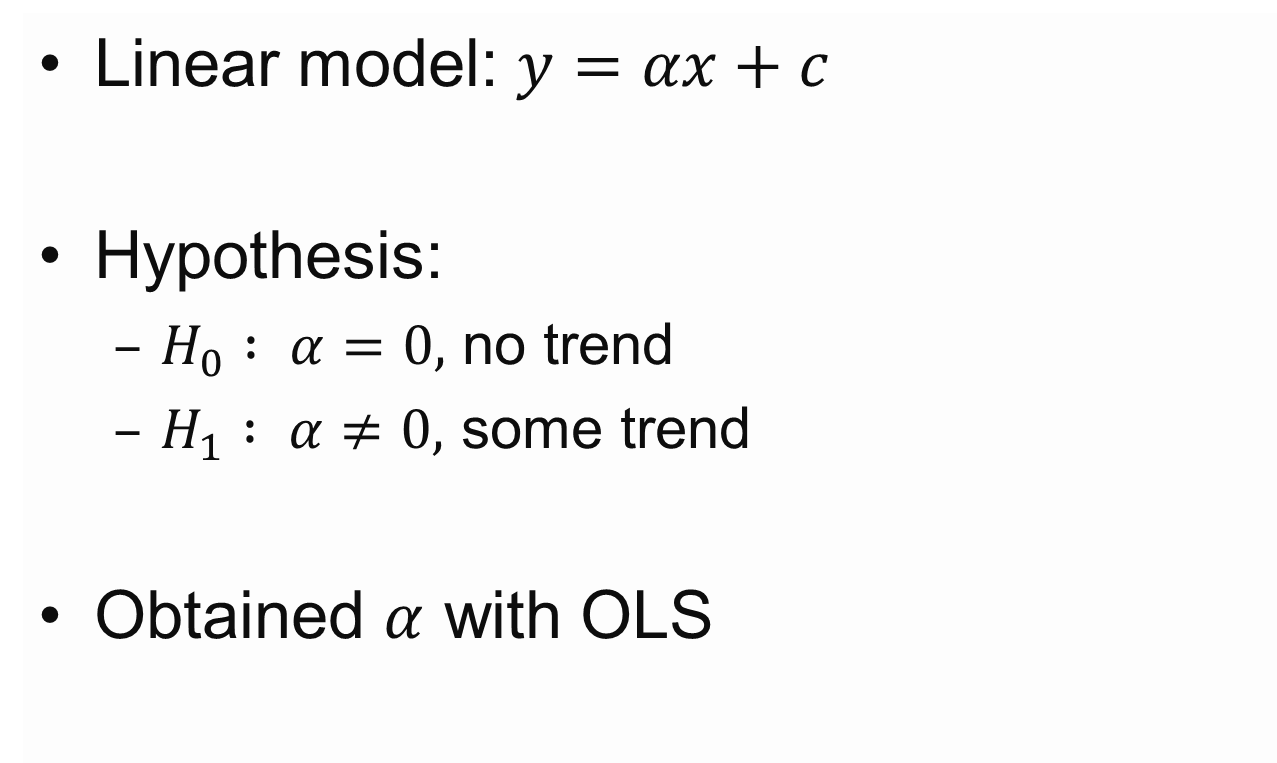 • Linear model: 𝑦 = 𝛼𝑥 + 𝑐
• Hypothesis:
– 𝐻₀ : 𝛼 = 0, no trend
– 𝐻₁ : 𝛼 ≠ 0, some trend
• Obtained 𝛼 with OLS